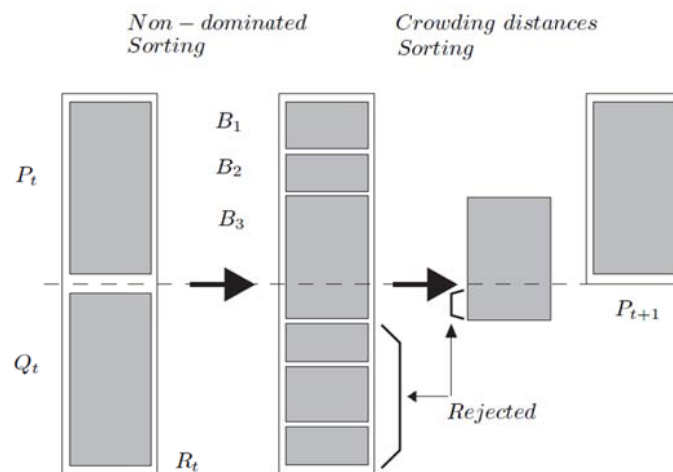 Non − dominated
Sorting
Crowding distances
Sorting
B₁
P_t
B₂
B₃
P_{t+1}
Q_t
Rejected
R_t